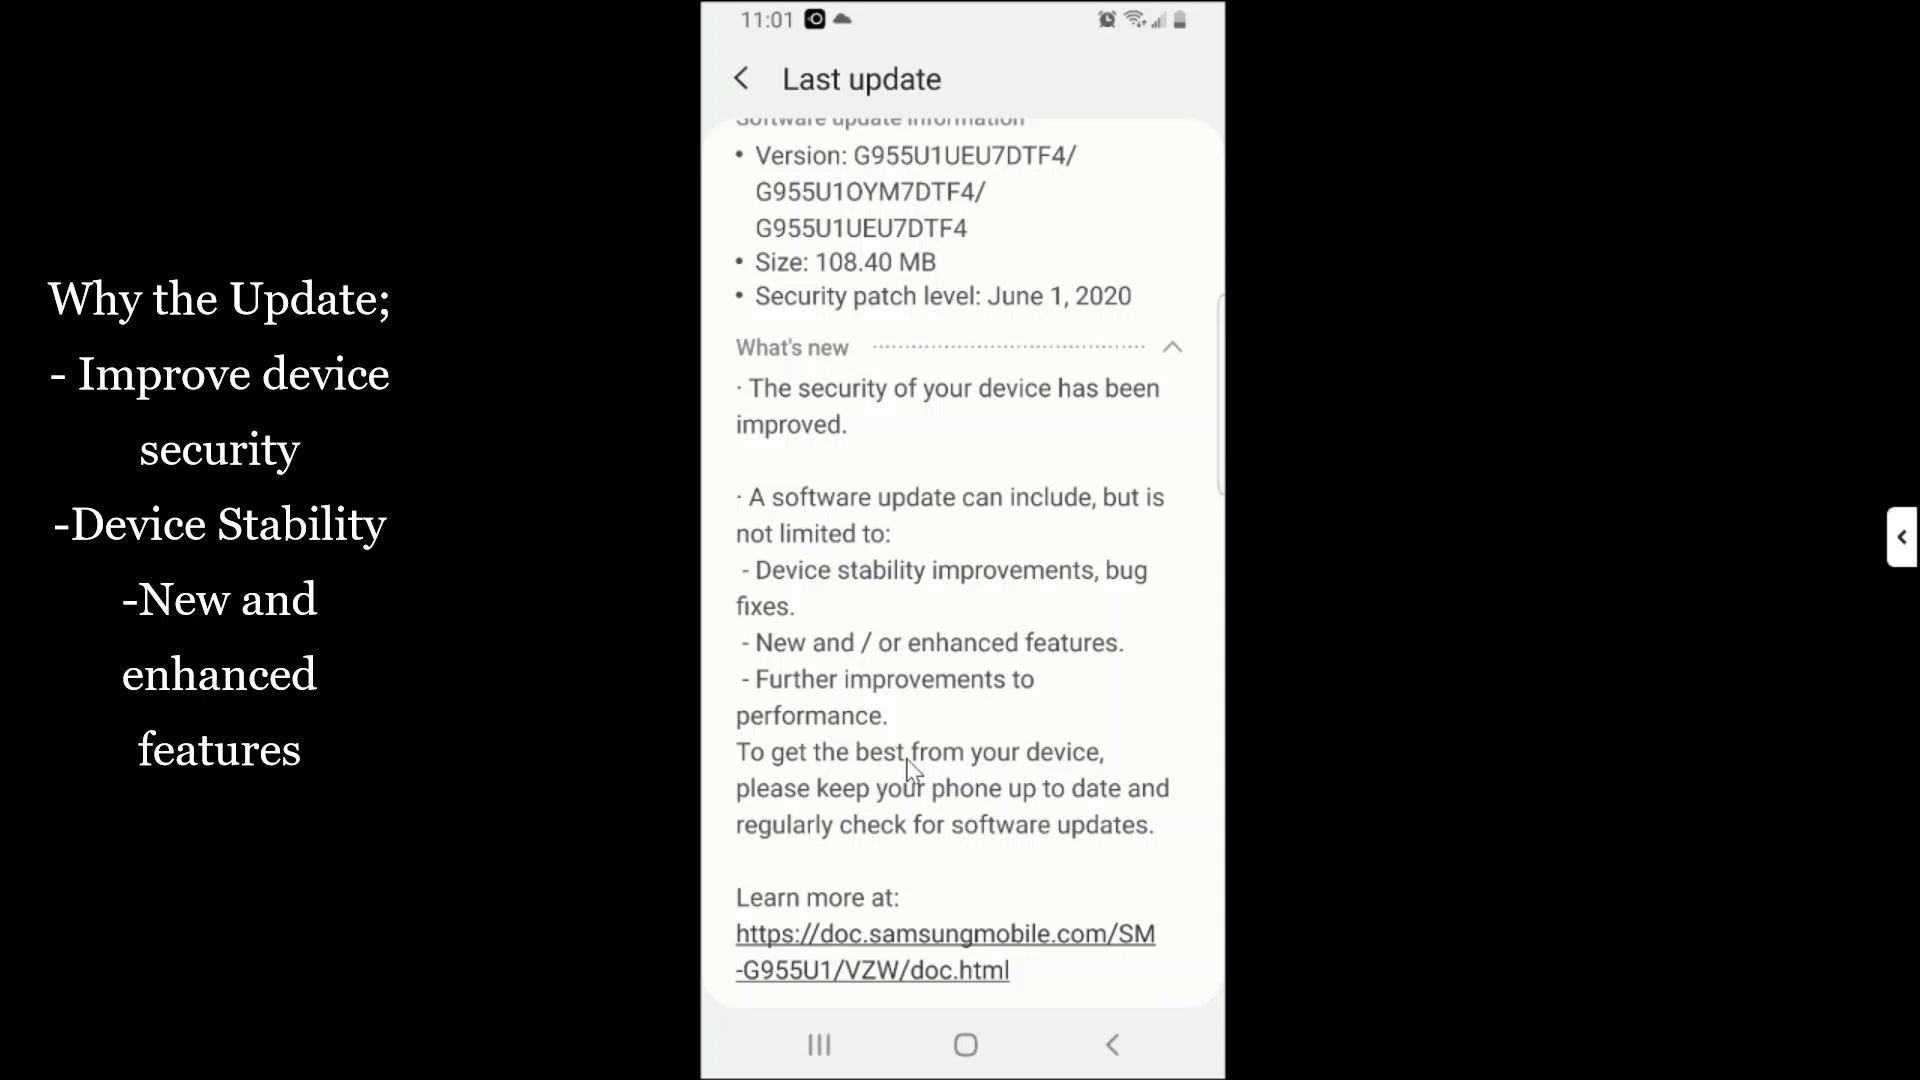 Why the Update;
- Improve device
security
-Device Stability
-New and
enhanced
features
11:01
Last update
Software update information
• Version: G955U1UEU7DTF4/
G955U1OYM7DTF4/
G955U1UEU7DTF4
• Size: 108.40 MB
• Security patch level: June 1, 2020
What's new
· The security of your device has been
improved.
· A software update can include, but is
not limited to:
- Device stability improvements, bug
fixes.
- New and / or enhanced features.
- Further improvements to
performance.
To get the best from your device,
please keep your phone up to date and
regularly check for software updates.
Learn more at:
https://doc.samsungmobile.com/SM
-G955U1/VZW/doc.html